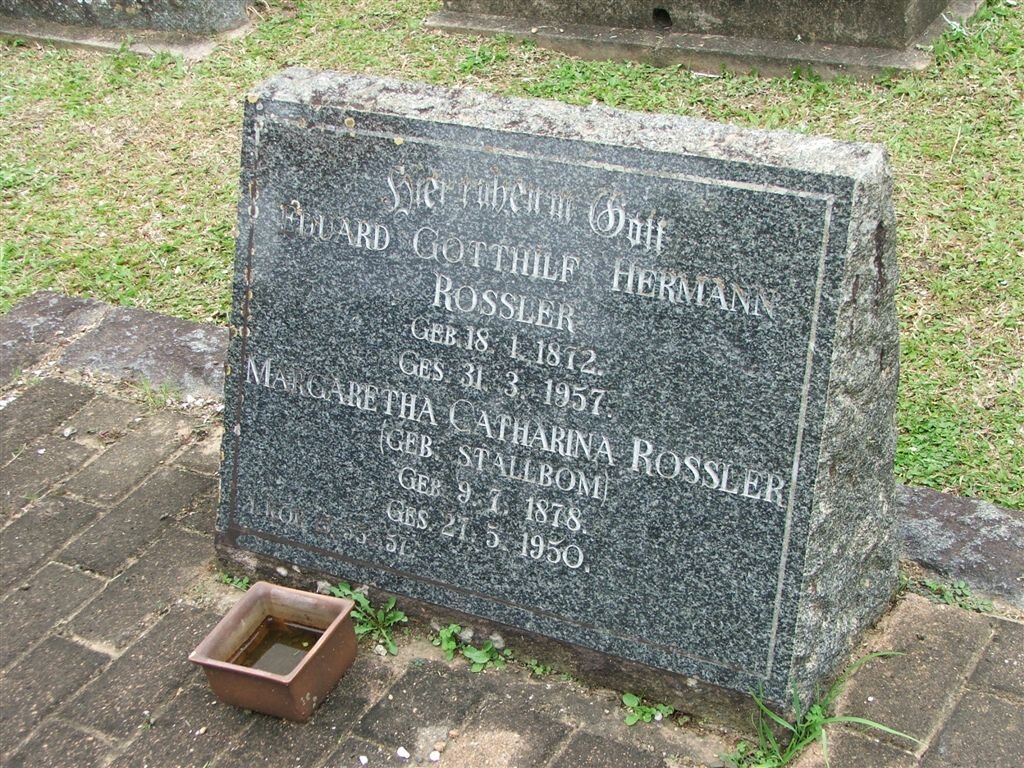 Hier ruhen in Gott
EDUARD GOTTHILF HERMANN
ROSSLER
GEB. 18. 1. 1872.
GES. 31. 3. 1957.
MARGARETHA CATHARINA ROSSLER
(GEB. STALLBOM)
GEB. 9. 7. 1878.
GES. 27. 5. 1950.